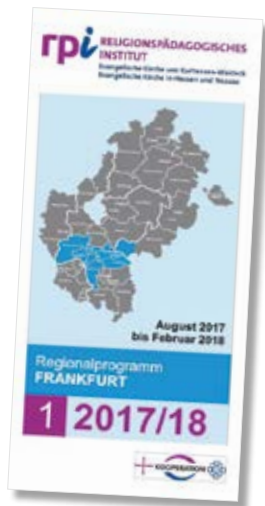 rpi RELIGIONSPÄDAGOGISCHES
INSTITUT
Evangelische Kirche von Kurhessen-Waldeck
Evangelische Kirche in Hessen und Nassau
August 2017
bis Februar 2018
Regionalprogramm
FRANKFURT
1 2017/18
KOOPERATION